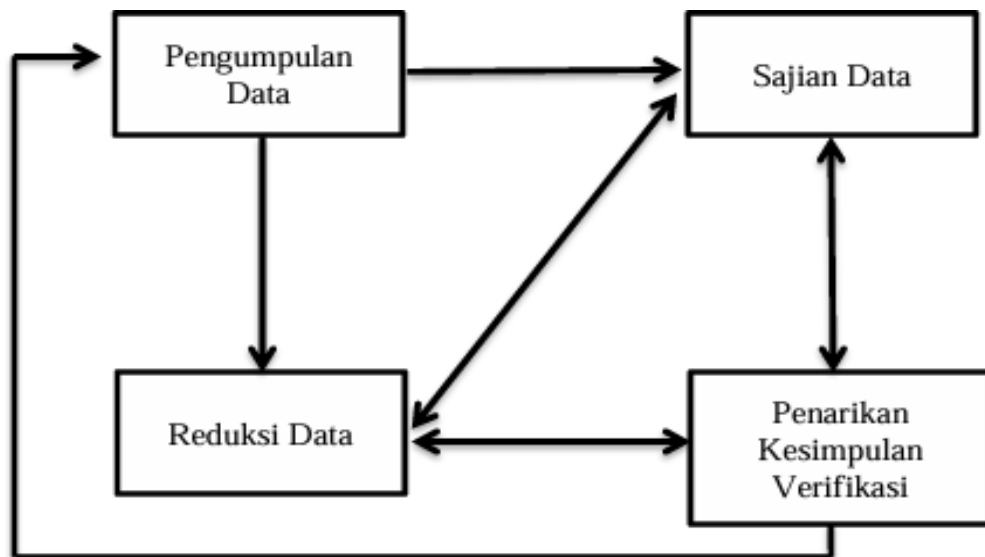 Pengumpulan
Data
Sajian Data
Reduksi Data
Penarikan
Kesimpulan
Verifikasi